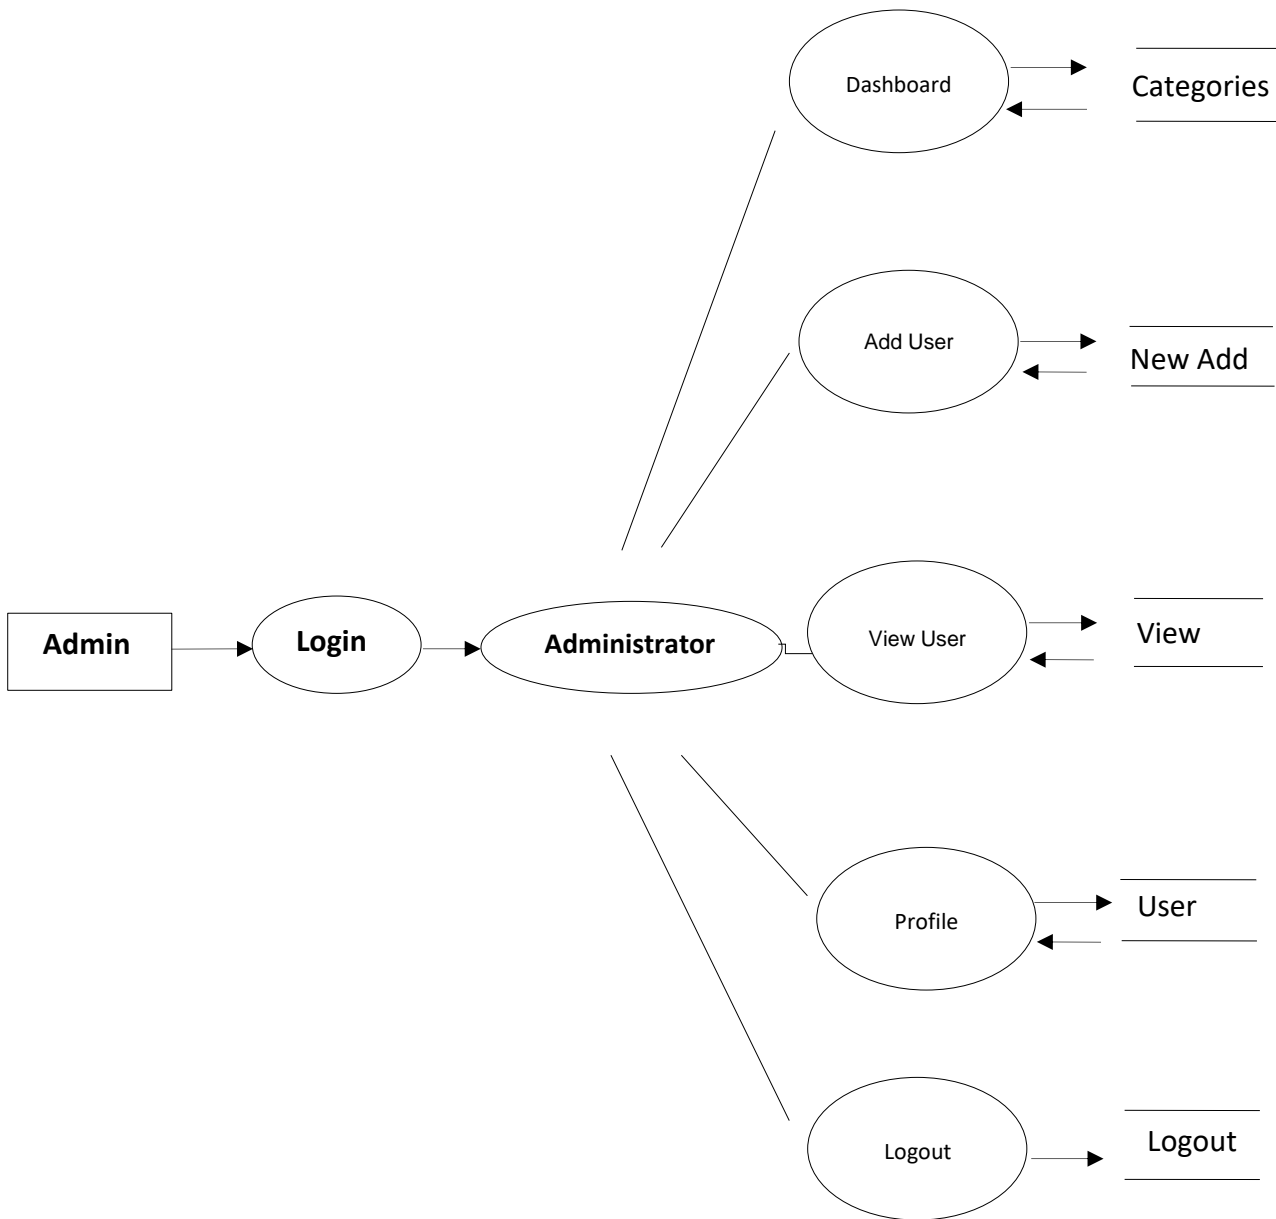 Dashboard
Categories
Add User
New Add
Admin
Login
Administrator
View User
View
Profile
User
Logout
Logout